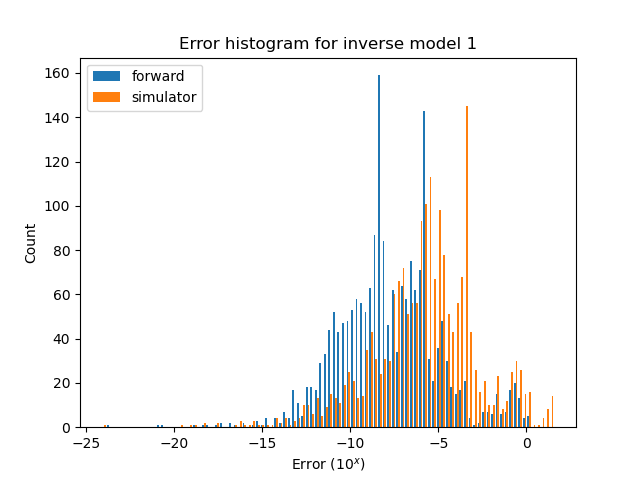 Error histogram for inverse model 1
forward
simulator
160
140
120
100
80
60
40
20
0
Count
−25 −20 −15 −10 −5 0
Error (10^x)